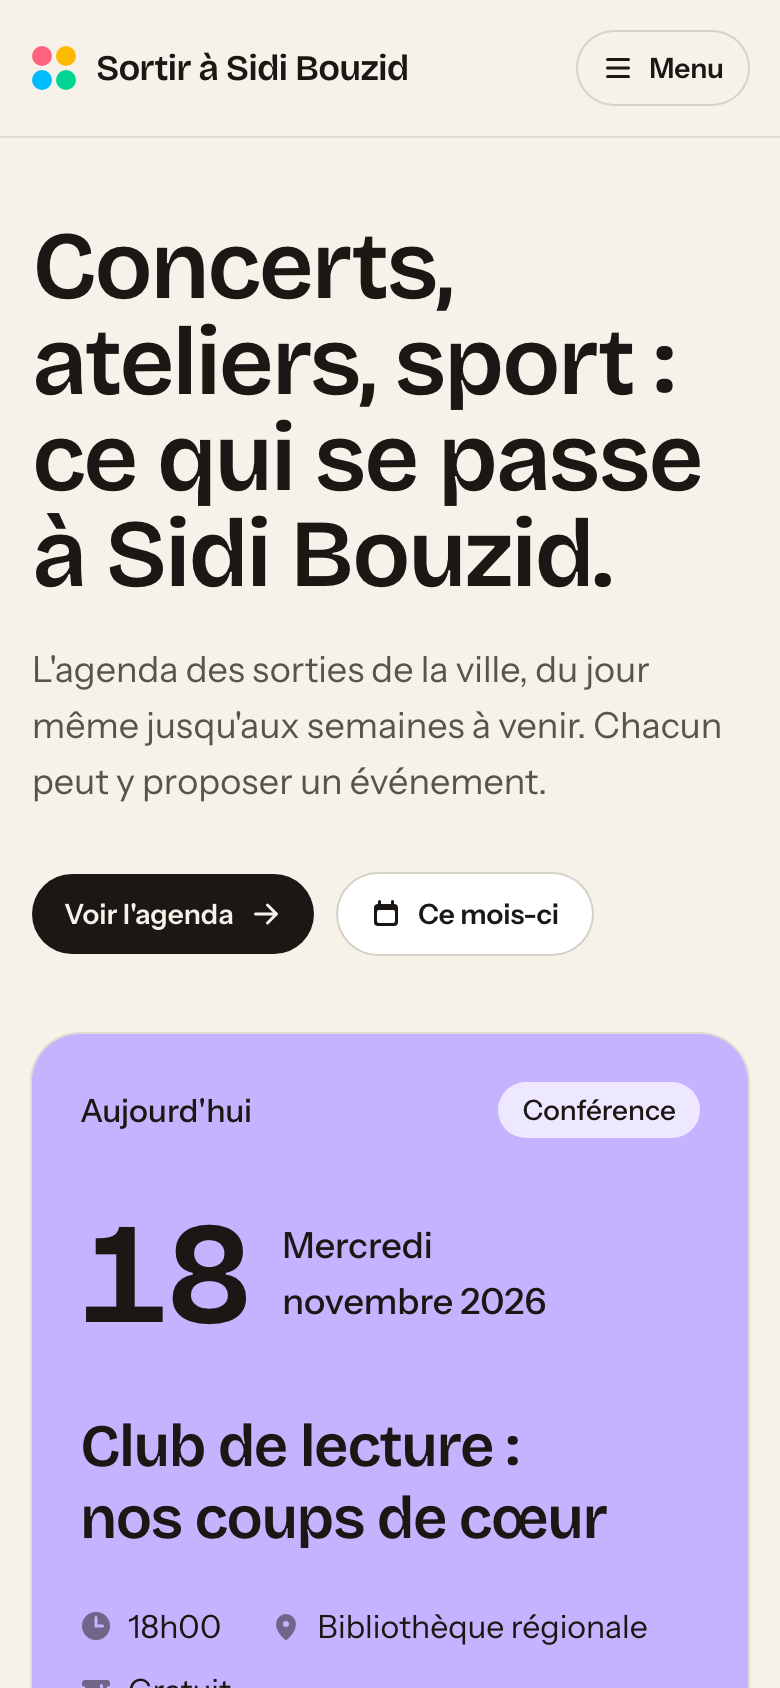 Sortir à Sidi Bouzid
Menu
Concerts,
ateliers, sport :
ce qui se passe
à Sidi Bouzid.
L'agenda des sorties de la ville, du jour
même jusqu'aux semaines à venir. Chacun
peut y proposer un événement.
Voir l'agenda
Ce mois-ci
Aujourd'hui
Conférence
18
Mercredi
novembre 2026
Club de lecture :
nos coups de cœur
18h00
Bibliothèque régionale
Gratuit